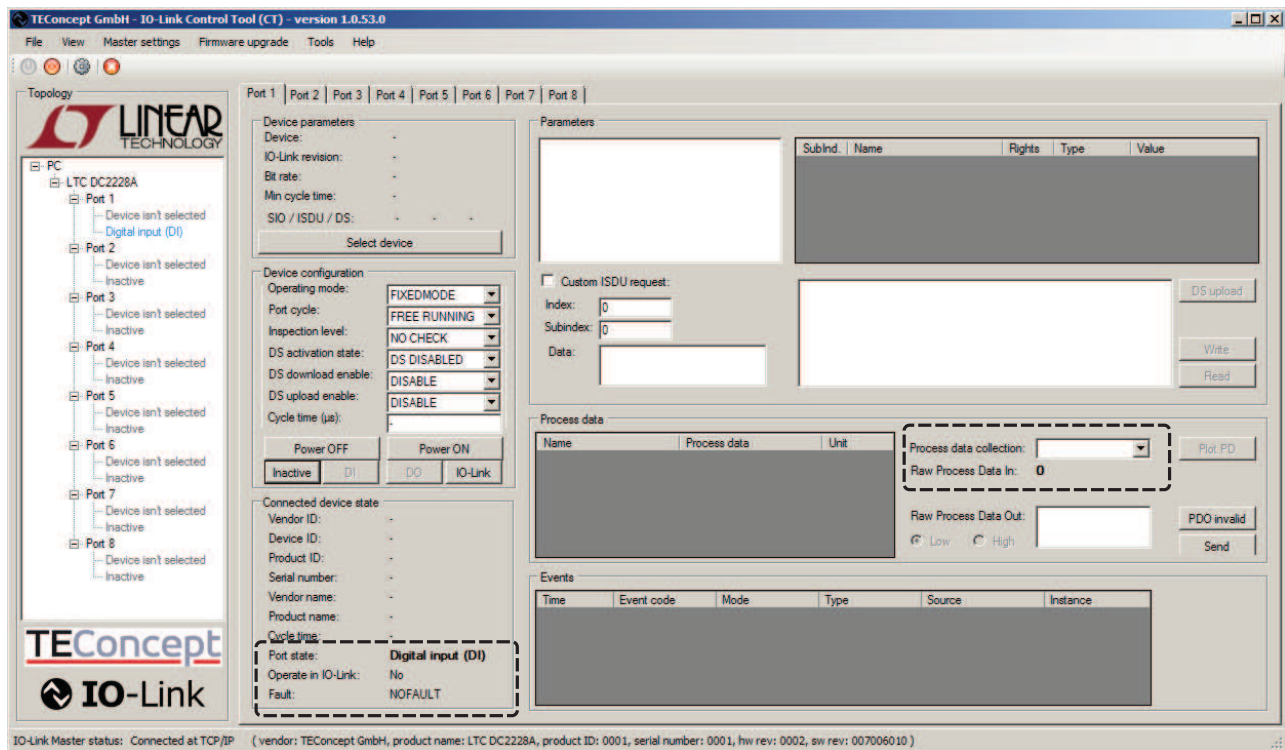 TEConcept GmbH - IO-Link Control Tool (CT) - version 1.0.53.0
File View Master settings Firmware upgrade Tools Help
Topology
LINEAR
TECHNOLOGY
PC
LTC DC2228A
Port 1
Device isn't selected
Digital input (DI)
Port 2
Device isn't selected
Inactive
Port 3
Device isn't selected
Inactive
Port 4
Device isn't selected
Inactive
Port 5
Device isn't selected
Inactive
Port 6
Device isn't selected
Inactive
Port 7
Device isn't selected
Inactive
Port 8
Device isn't selected
Inactive
TEConcept
IO-Link
Port 1 Port 2 Port 3 Port 4 Port 5 Port 6 Port 7 Port 8
Device parameters
Device: -
IO-Link revision: -
Bit rate: -
Min cycle time: -
SIO / ISDU / DS: - - -
Select device
Device configuration
Operating mode: FIXEDMODE
Port cycle: FREE RUNNING
Inspection level: NO CHECK
DS activation state: DS DISABLED
DS download enable: DISABLE
DS upload enable: DISABLE
Cycle time (µs): -
Power OFF Power ON
Inactive DI DO IO-Link
Connected device state
Vendor ID: -
Device ID: -
Product ID: -
Serial number: -
Vendor name: -
Product name: -
Cycle time: -
Port state: Digital input (DI)
Operate in IO-Link: No
Fault: NOFAULT
Parameters
SubInd. Name Rights Type Value
Custom ISDU request:
Index: 0
Subindex: 0
Data:
DS upload
Write
Read
Process data
Name Process data Unit
Process data collection:
Plot PD
Raw Process Data In: 0
Raw Process Data Out:
PDO invalid
Low High
Send
Events
Time Event code Mode Type Source Instance
IO-Link Master status: Connected at TCP/IP ( vendor: TEConcept GmbH, product name: LTC DC2228A, product ID: 0001, serial number: 0001, hw rev: 0002, sw rev: 007006010 )